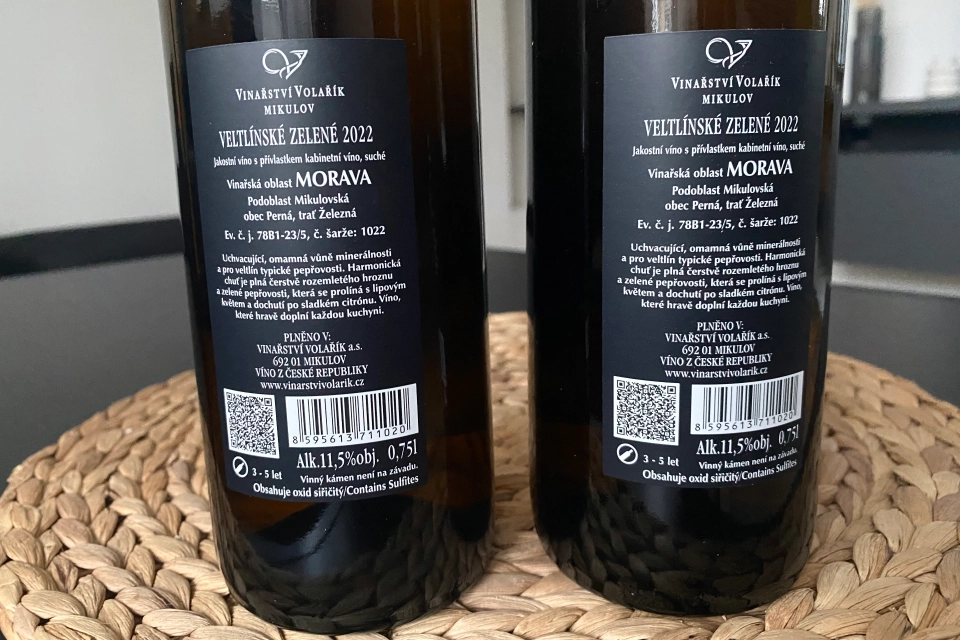 VINAŘSTVÍ VOLAŘÍK
MIKULOV
VELTLÍNSKÉ ZELENÉ 2022
Jakostní víno s přívlastkem kabinetní víno, suché
Vinařská oblast MORAVA
Podoblast Mikulovská
obec Perná, trať Železná
Ev. č. j. 78B1-23/5, č. šarže: 1022
Uchvacující, omamná vůně minerálnosti
a pro veltlín typické pepřovosti. Harmonická
chuť je plná čerstvě rozemletého hroznu
a zelené pepřovosti, která se prolíná s lipovým
květem a dochutí po sladkém citrónu. Víno,
které hravě doplní každou kuchyni.
PLNĚNO V:
VINAŘSTVÍ VOLAŘÍK a.s.
692 01 MIKULOV
VÍNO Z ČESKÉ REPUBLIKY
www.vinarstvivolarik.cz
8 595613 711020
Alk.11,5%obj. 0,75l
3 - 5 let
Vinný kámen není na závadu.
Obsahuje oxid siřičitý/Contains Sulfites
VINAŘSTVÍ VOLAŘÍK
MIKULOV
VELTLÍNSKÉ ZELENÉ 2022
Jakostní víno s přívlastkem kabinetní víno, suché
Vinařská oblast MORAVA
Podoblast Mikulovská
obec Perná, trať Železná
Ev. č. j. 78B1-23/5, č. šarže: 1022
Uchvacující, omamná vůně minerálnosti
a pro veltlín typické pepřovosti. Harmonická
chuť je plná čerstvě rozemletého hroznu
a zelené pepřovosti, která se prolíná s lipovým
květem a dochutí po sladkém citrónu. Víno,
které hravě doplní každou kuchyni.
PLNĚNO V:
VINAŘSTVÍ VOLAŘÍK a.s.
692 01 MIKULOV
VÍNO Z ČESKÉ REPUBLIKY
www.vinarstvivolarik.cz
8 595613 711020
Alk.11,5%obj. 0,75l
3 - 5 let
Vinný kámen není na závadu.
Obsahuje oxid siřičitý/Contains Sulfites